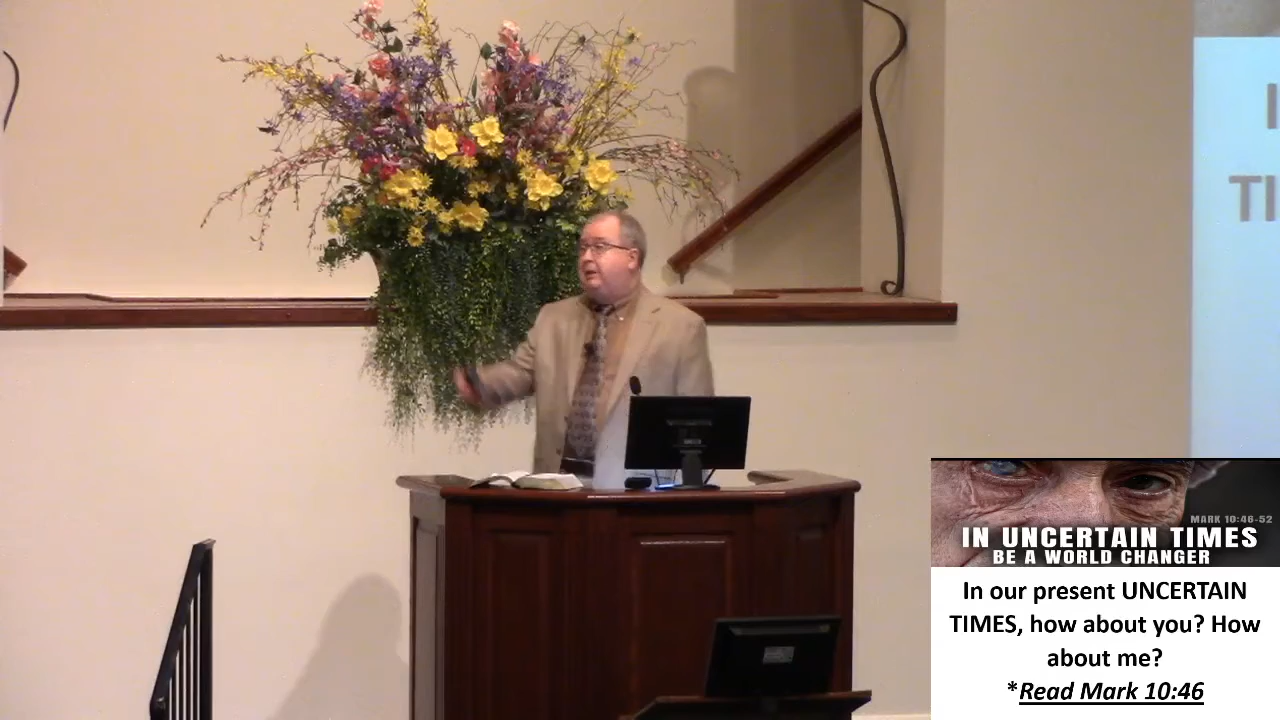 I
TI
MARK 10:46-52
IN UNCERTAIN TIMES
BE A WORLD CHANGER
In our present UNCERTAIN
TIMES, how about you? How
about me?
*Read Mark 10:46